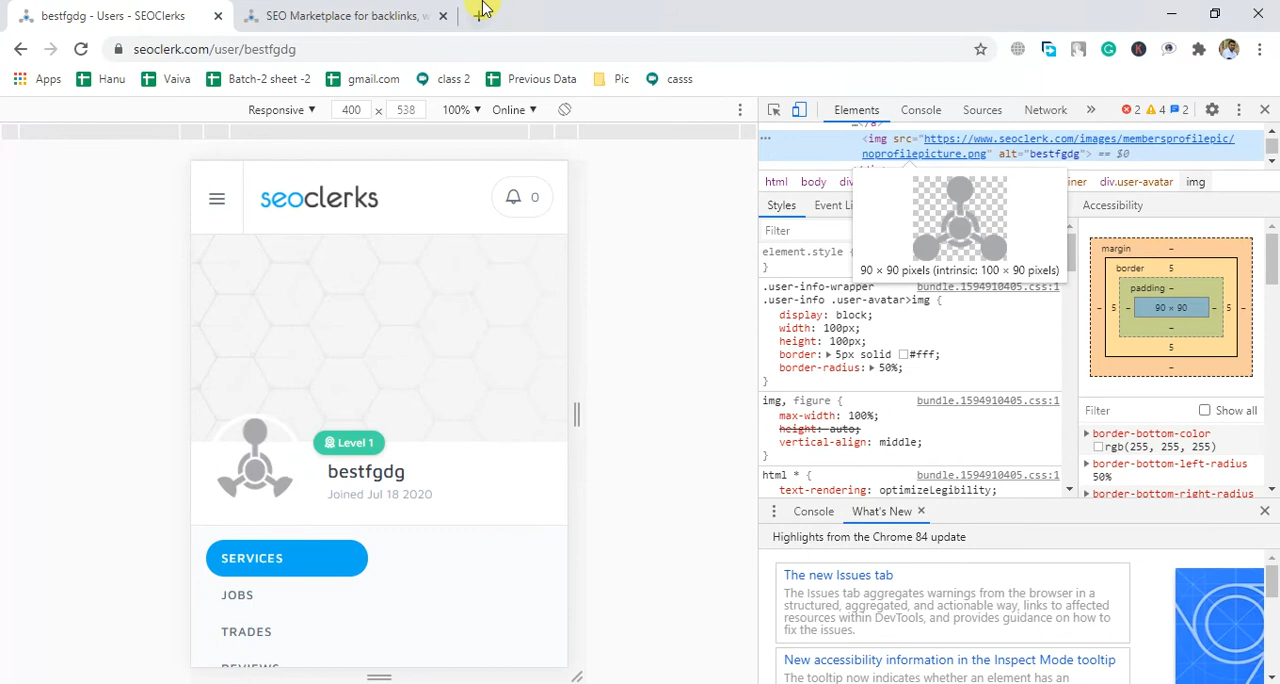 bestfgdg - Users - SEOClerks
SEO Marketplace for backlinks, w
seoclerk.com/user/bestfgdg
K
Apps Hanu Vaiva Batch-2 sheet -2 gmail.com class 2 Previous Data Pic casss
Responsive ▼ 400 × 538 100% ▼ Online ▼
Elements Console Sources Network » 2 4 2
</a>
<img src="https://www.seoclerk.com/images/membersprofilepic/
noprofilepicture.png" alt="bestfgdg"> == $0
html body div iner div.user-avatar img
90 × 90 pixels (intrinsic: 100 × 90 pixels)
Styles Event Li
Filter
element.style {
}
.user-info-wrapper bundle.1594910405.css:1
.user-info .user-avatar>img {
display: block;
width: 100px;
height: 100px;
border: 5px solid #fff;
border-radius: 50%;
}
img, figure { bundle.1594910405.css:1
max-width: 100%;
height: auto;
vertical-align: middle;
}
html * { bundle.1594910405.css:1
text-rendering: optimizeLegibility;
Accessibility
margin –
border 5
padding –
– 5 – 90 × 90 – 5 –
–
5
–
Filter Show all
border-bottom-color
rgb(255, 255, 255)
border-bottom-left-radius
50%
border-bottom-right-radius
seoclerks
0
Level 1
bestfgdg
Joined Jul 18 2020
SERVICES
JOBS
TRADES
REVIEWS
Console What's New ×
Highlights from the Chrome 84 update
The new Issues tab
The Issues tab aggregates warnings from the browser in a
structured, aggregated, and actionable way, links to affected
resources within DevTools, and provides guidance on how to
fix the issues.
New accessibility information in the Inspect Mode tooltip
The tooltip now indicates whether an element has an